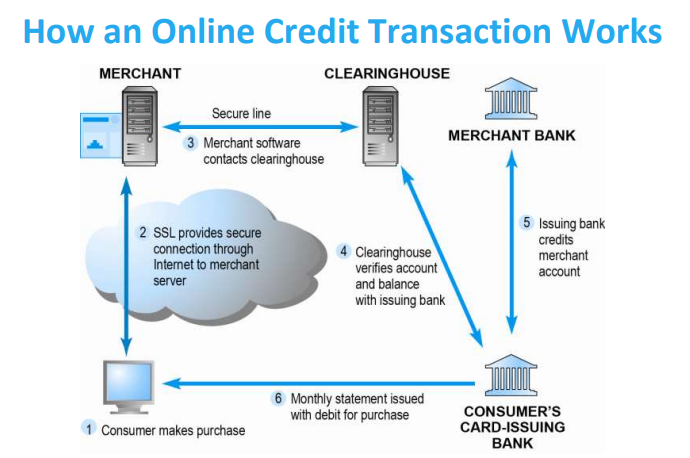 How an Online Credit Transaction Works
MERCHANT
CLEARINGHOUSE
MERCHANT BANK
Secure line
3 Merchant software
contacts clearinghouse
2 SSL provides secure
connection through
Internet to merchant
server
4 Clearinghouse
verifies account
and balance
with issuing bank
5 Issuing bank
credits
merchant
account
6 Monthly statement issued
with debit for purchase
1 Consumer makes purchase
CONSUMER'S
CARD-ISSUING
BANK